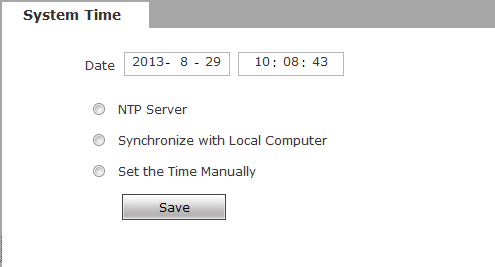 System Time
Date 2013- 8 - 29 10: 08: 43
NTP Server
Synchronize with Local Computer
Set the Time Manually
Save